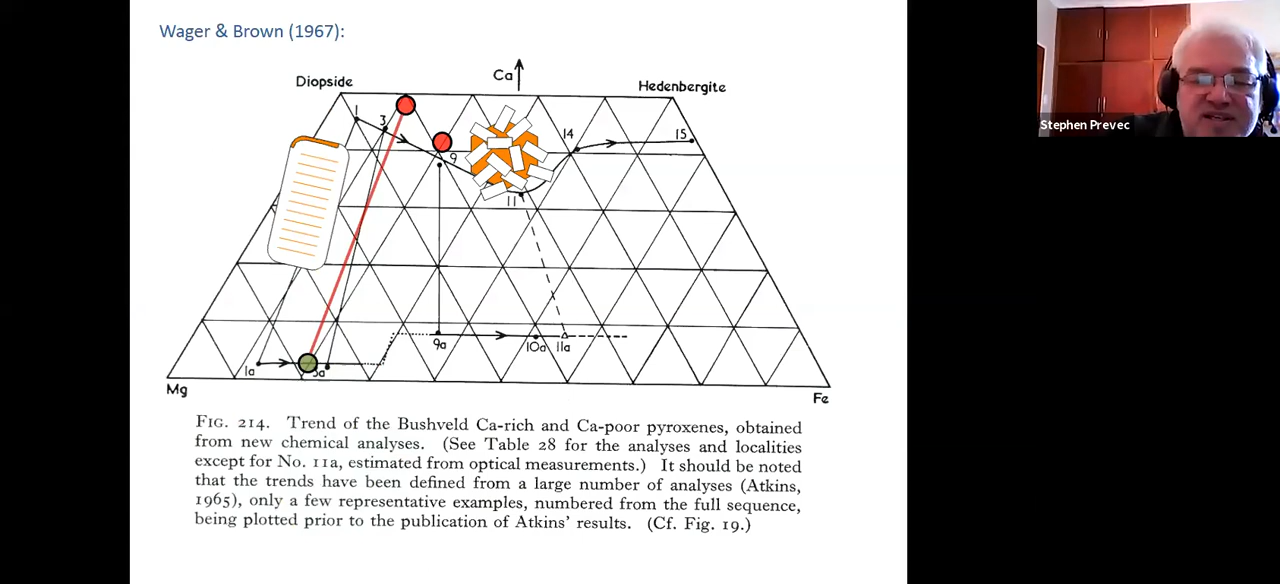 Wager & Brown (1967):
Ca
Diopside
Hedenbergite
Stephen Prevec
1
3
9
11
14
15
1a
3a
9a
10a 11a
Mg
Fe
FIG. 214. Trend of the Bushveld Ca-rich and Ca-poor pyroxenes, obtained
from new chemical analyses. (See Table 28 for the analyses and localities
except for No. 11a, estimated from optical measurements.) It should be noted
that the trends have been defined from a large number of analyses (Atkins,
1965), only a few representative examples, numbered from the full sequence,
being plotted prior to the publication of Atkins' results. (Cf. Fig. 19.)